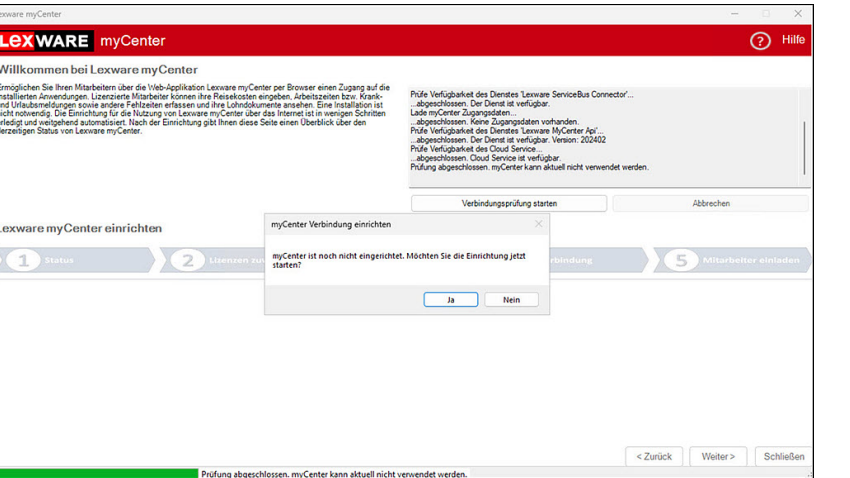 exware myCenter
LEXWARE myCenter
Hilfe
Willkommen bei Lexware myCenter
Ermöglichen Sie Ihren Mitarbeitern über die Web-Applikation Lexware myCenter per Browser einen Zugang auf die
installierten Anwendungen. Lizenzierte Mitarbeiter können ihre Reisekosten eingeben, Arbeitszeiten bzw. Krank-
und Urlaubsmeldungen sowie andere Fehlzeiten erfassen und ihre Lohndokumente ansehen. Eine Installation ist
nicht notwendig. Die Einrichtung für die Nutzung von Lexware myCenter über das Internet ist in wenigen Schritten
erledigt und weitgehend automatisiert. Nach der Einrichtung gibt Ihnen diese Seite einen Überblick über den
derzeitigen Status von Lexware myCenter.
Prüfe Verfügbarkeit des Dienstes 'Lexware ServiceBus Connector'...
...abgeschlossen. Der Dienst ist verfügbar.
Lade myCenter Zugangsdaten...
...abgeschlossen. Keine Zugangsdaten vorhanden.
Prüfe Verfügbarkeit des Dienstes 'Lexware MyCenter Api'...
...abgeschlossen. Der Dienst ist verfügbar. Version: 202402
Prüfe Verfügbarkeit des Cloud Service...
...abgeschlossen. Cloud Service ist verfügbar.
Prüfung abgeschlossen. myCenter kann aktuell nicht verwendet werden.
Verbindungsprüfung starten
Abbrechen
Lexware myCenter einrichten
1 Status
2 Lizenzen zu
rbindung
5 Mitarbeiter einladen
myCenter Verbindung einrichten
myCenter ist noch nicht eingerichtet. Möchten Sie die Einrichtung jetzt
starten?
Ja
Nein
< Zurück
Weiter >
Schließen
Prüfung abgeschlossen. myCenter kann aktuell nicht verwendet werden.